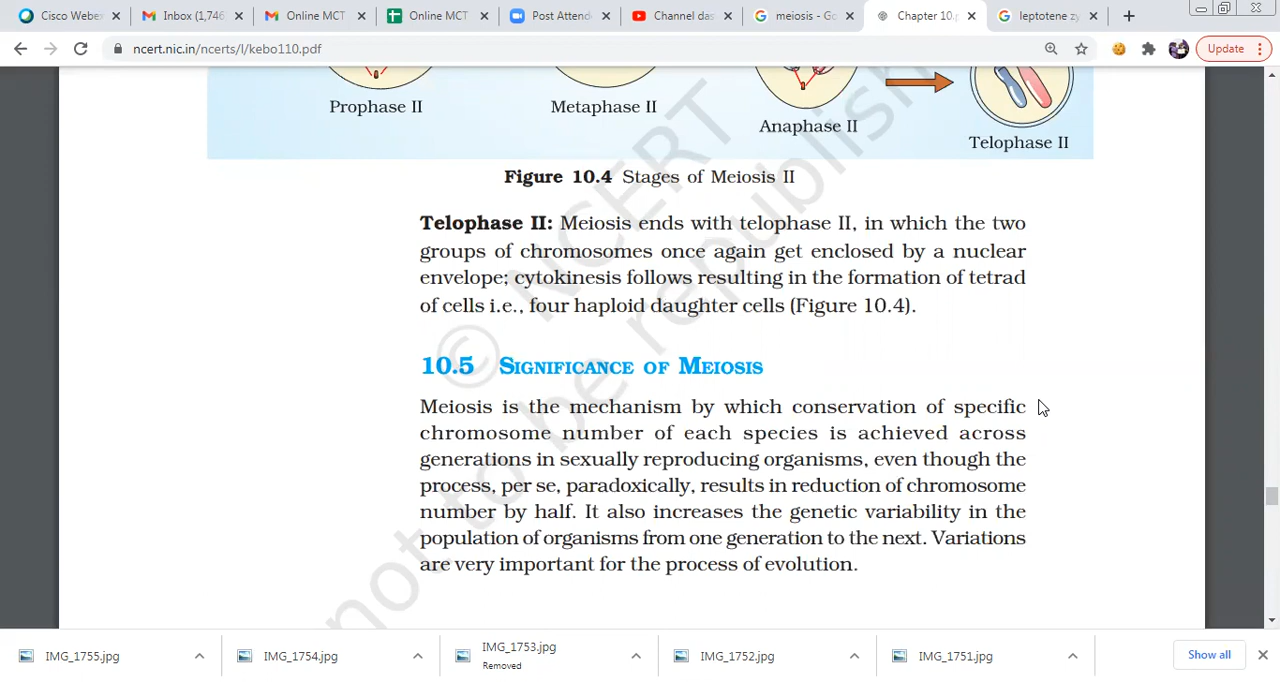 Cisco Webex
Inbox (1,746
Online MCT
Online MCT
Post Attend
Channel das
meiosis - Go
Chapter 10.p
leptotene zy
ncert.nic.in/ncerts/l/kebo110.pdf
Update
Prophase II
Metaphase II
Anaphase II
Telophase II
Figure 10.4 Stages of Meiosis II
Telophase II: Meiosis ends with telophase II, in which the two
groups of chromosomes once again get enclosed by a nuclear
envelope; cytokinesis follows resulting in the formation of tetrad
of cells i.e., four haploid daughter cells (Figure 10.4).
10.5 SIGNIFICANCE OF MEIOSIS
Meiosis is the mechanism by which conservation of specific
chromosome number of each species is achieved across
generations in sexually reproducing organisms, even though the
process, per se, paradoxically, results in reduction of chromosome
number by half. It also increases the genetic variability in the
population of organisms from one generation to the next. Variations
are very important for the process of evolution.
© NCERT
not to be republish
IMG_1755.jpg
IMG_1754.jpg
IMG_1753.jpg
Removed
IMG_1752.jpg
IMG_1751.jpg
Show all